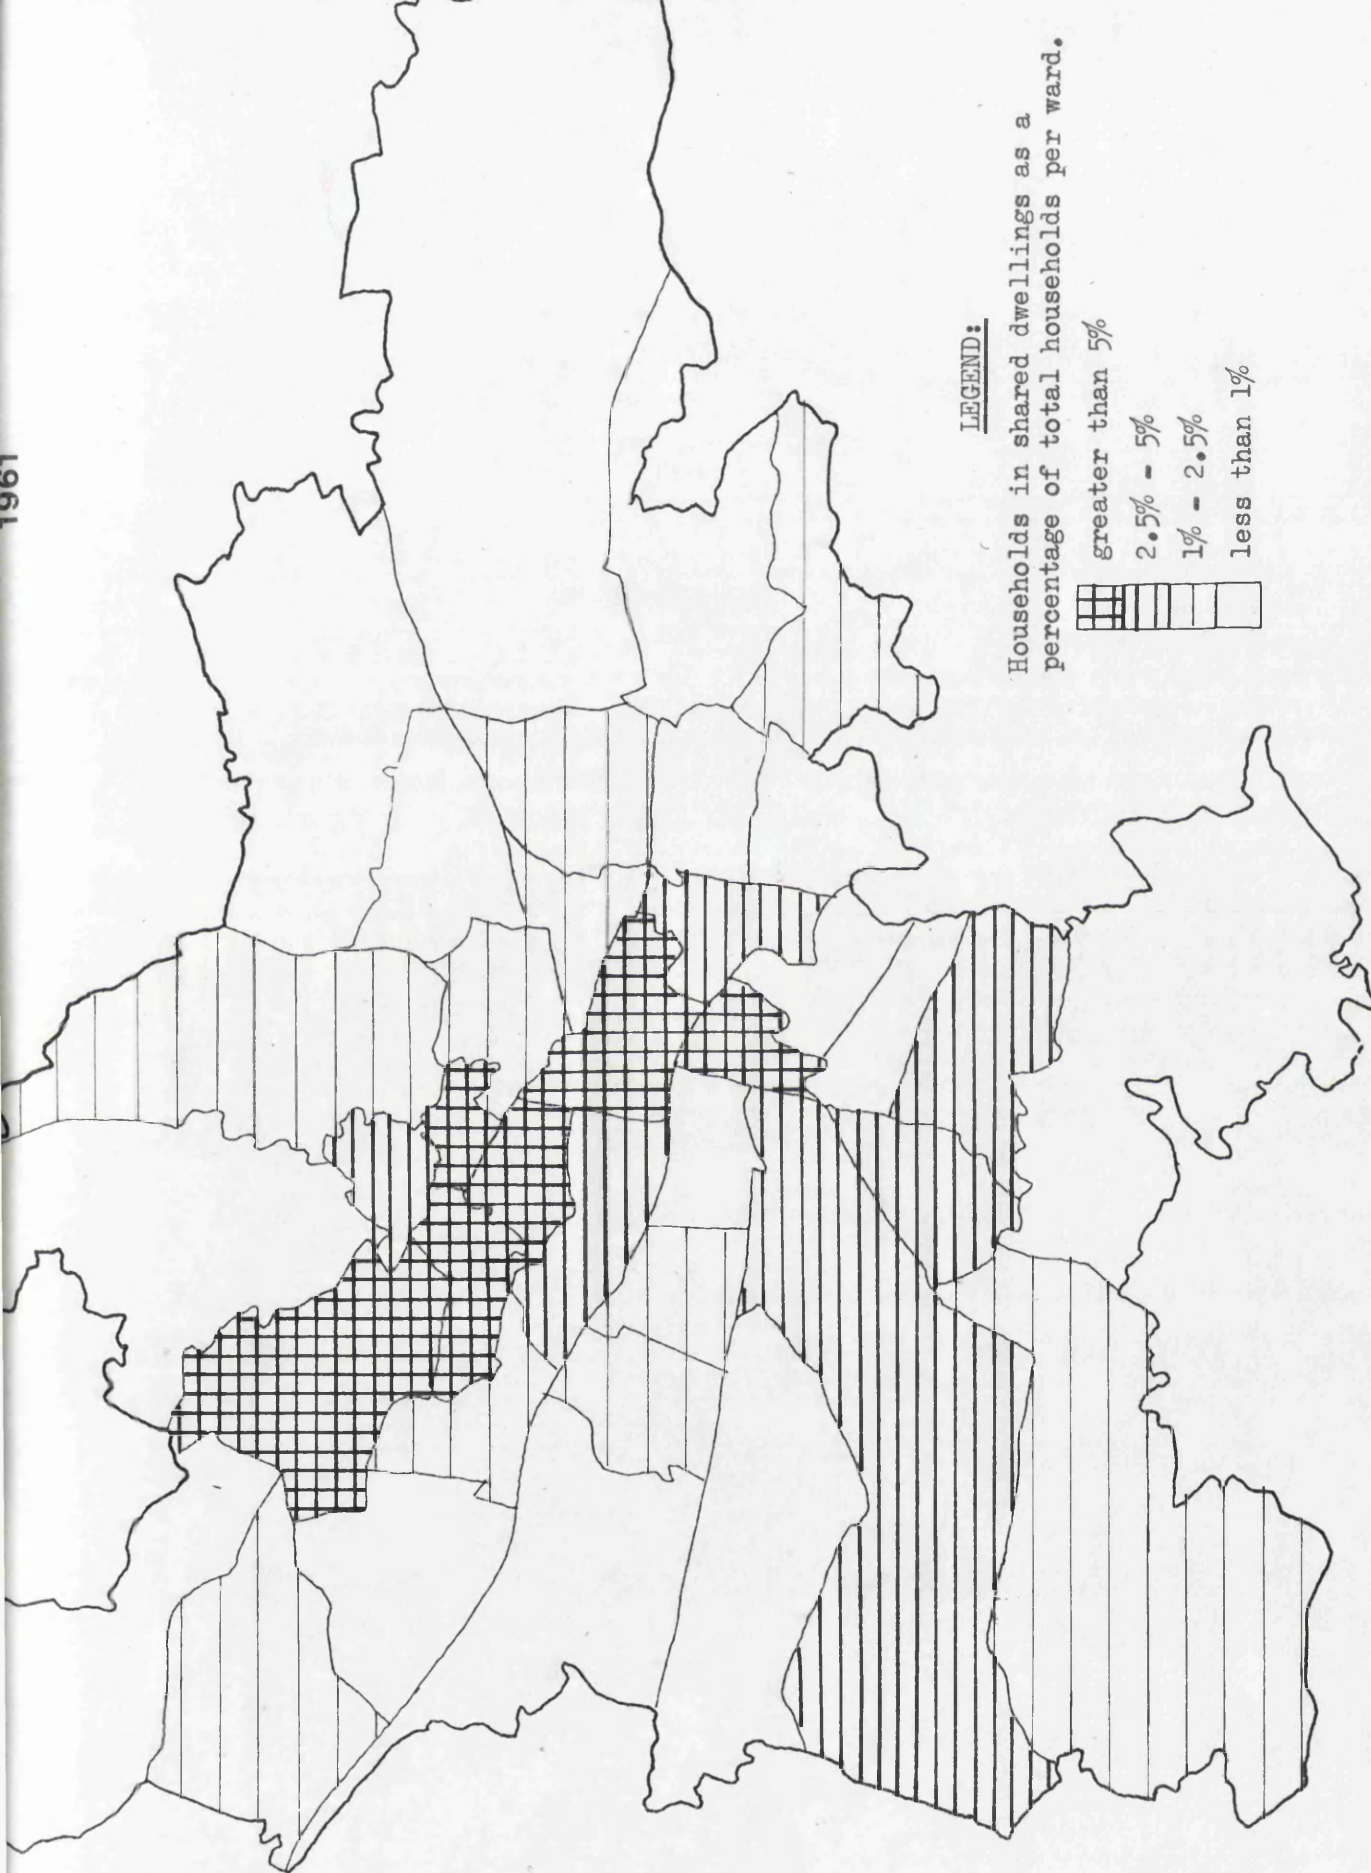 1961
LEGEND:
Households in shared dwellings as a
percentage of total households per ward.
greater than 5%
2.5% - 5%
1% - 2.5%
less than 1%